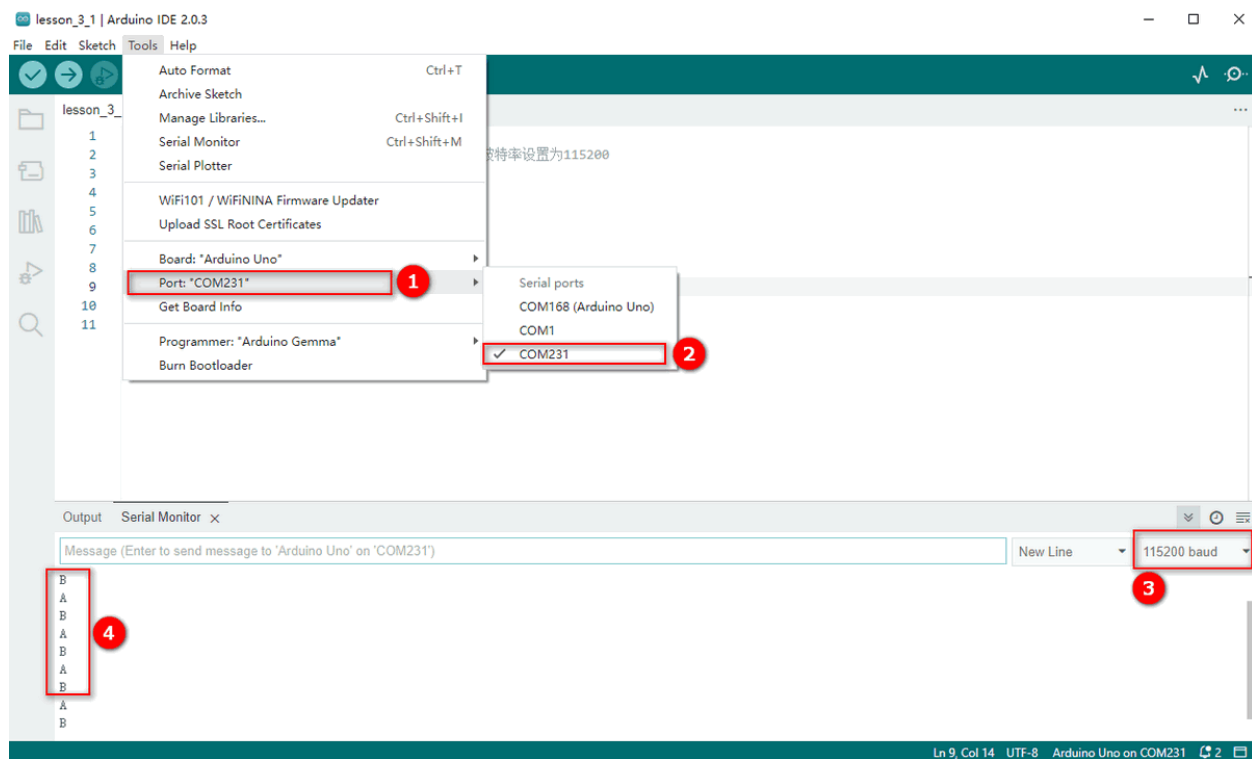 lesson_3_1 | Arduino IDE 2.0.3
File Edit Sketch Tools Help
Auto Format Ctrl+T
Archive Sketch
Manage Libraries... Ctrl+Shift+I
Serial Monitor Ctrl+Shift+M
Serial Plotter
WiFi101 / WiFiNINA Firmware Updater
Upload SSL Root Certificates
Board: "Arduino Uno"
Port: "COM231" 1
Get Board Info
Programmer: "Arduino Gemma"
Burn Bootloader
Serial ports
COM168 (Arduino Uno)
COM1
COM231 2
lesson_3_
1
2 特率设置为115200
3
4
5
6
7
8
9
10
11
Output Serial Monitor
Message (Enter to send message to 'Arduino Uno' on 'COM231') New Line 115200 baud
3
B
A
B
A 4
B
A
B
A
B
Ln 9, Col 14 UTF-8 Arduino Uno on COM231 2